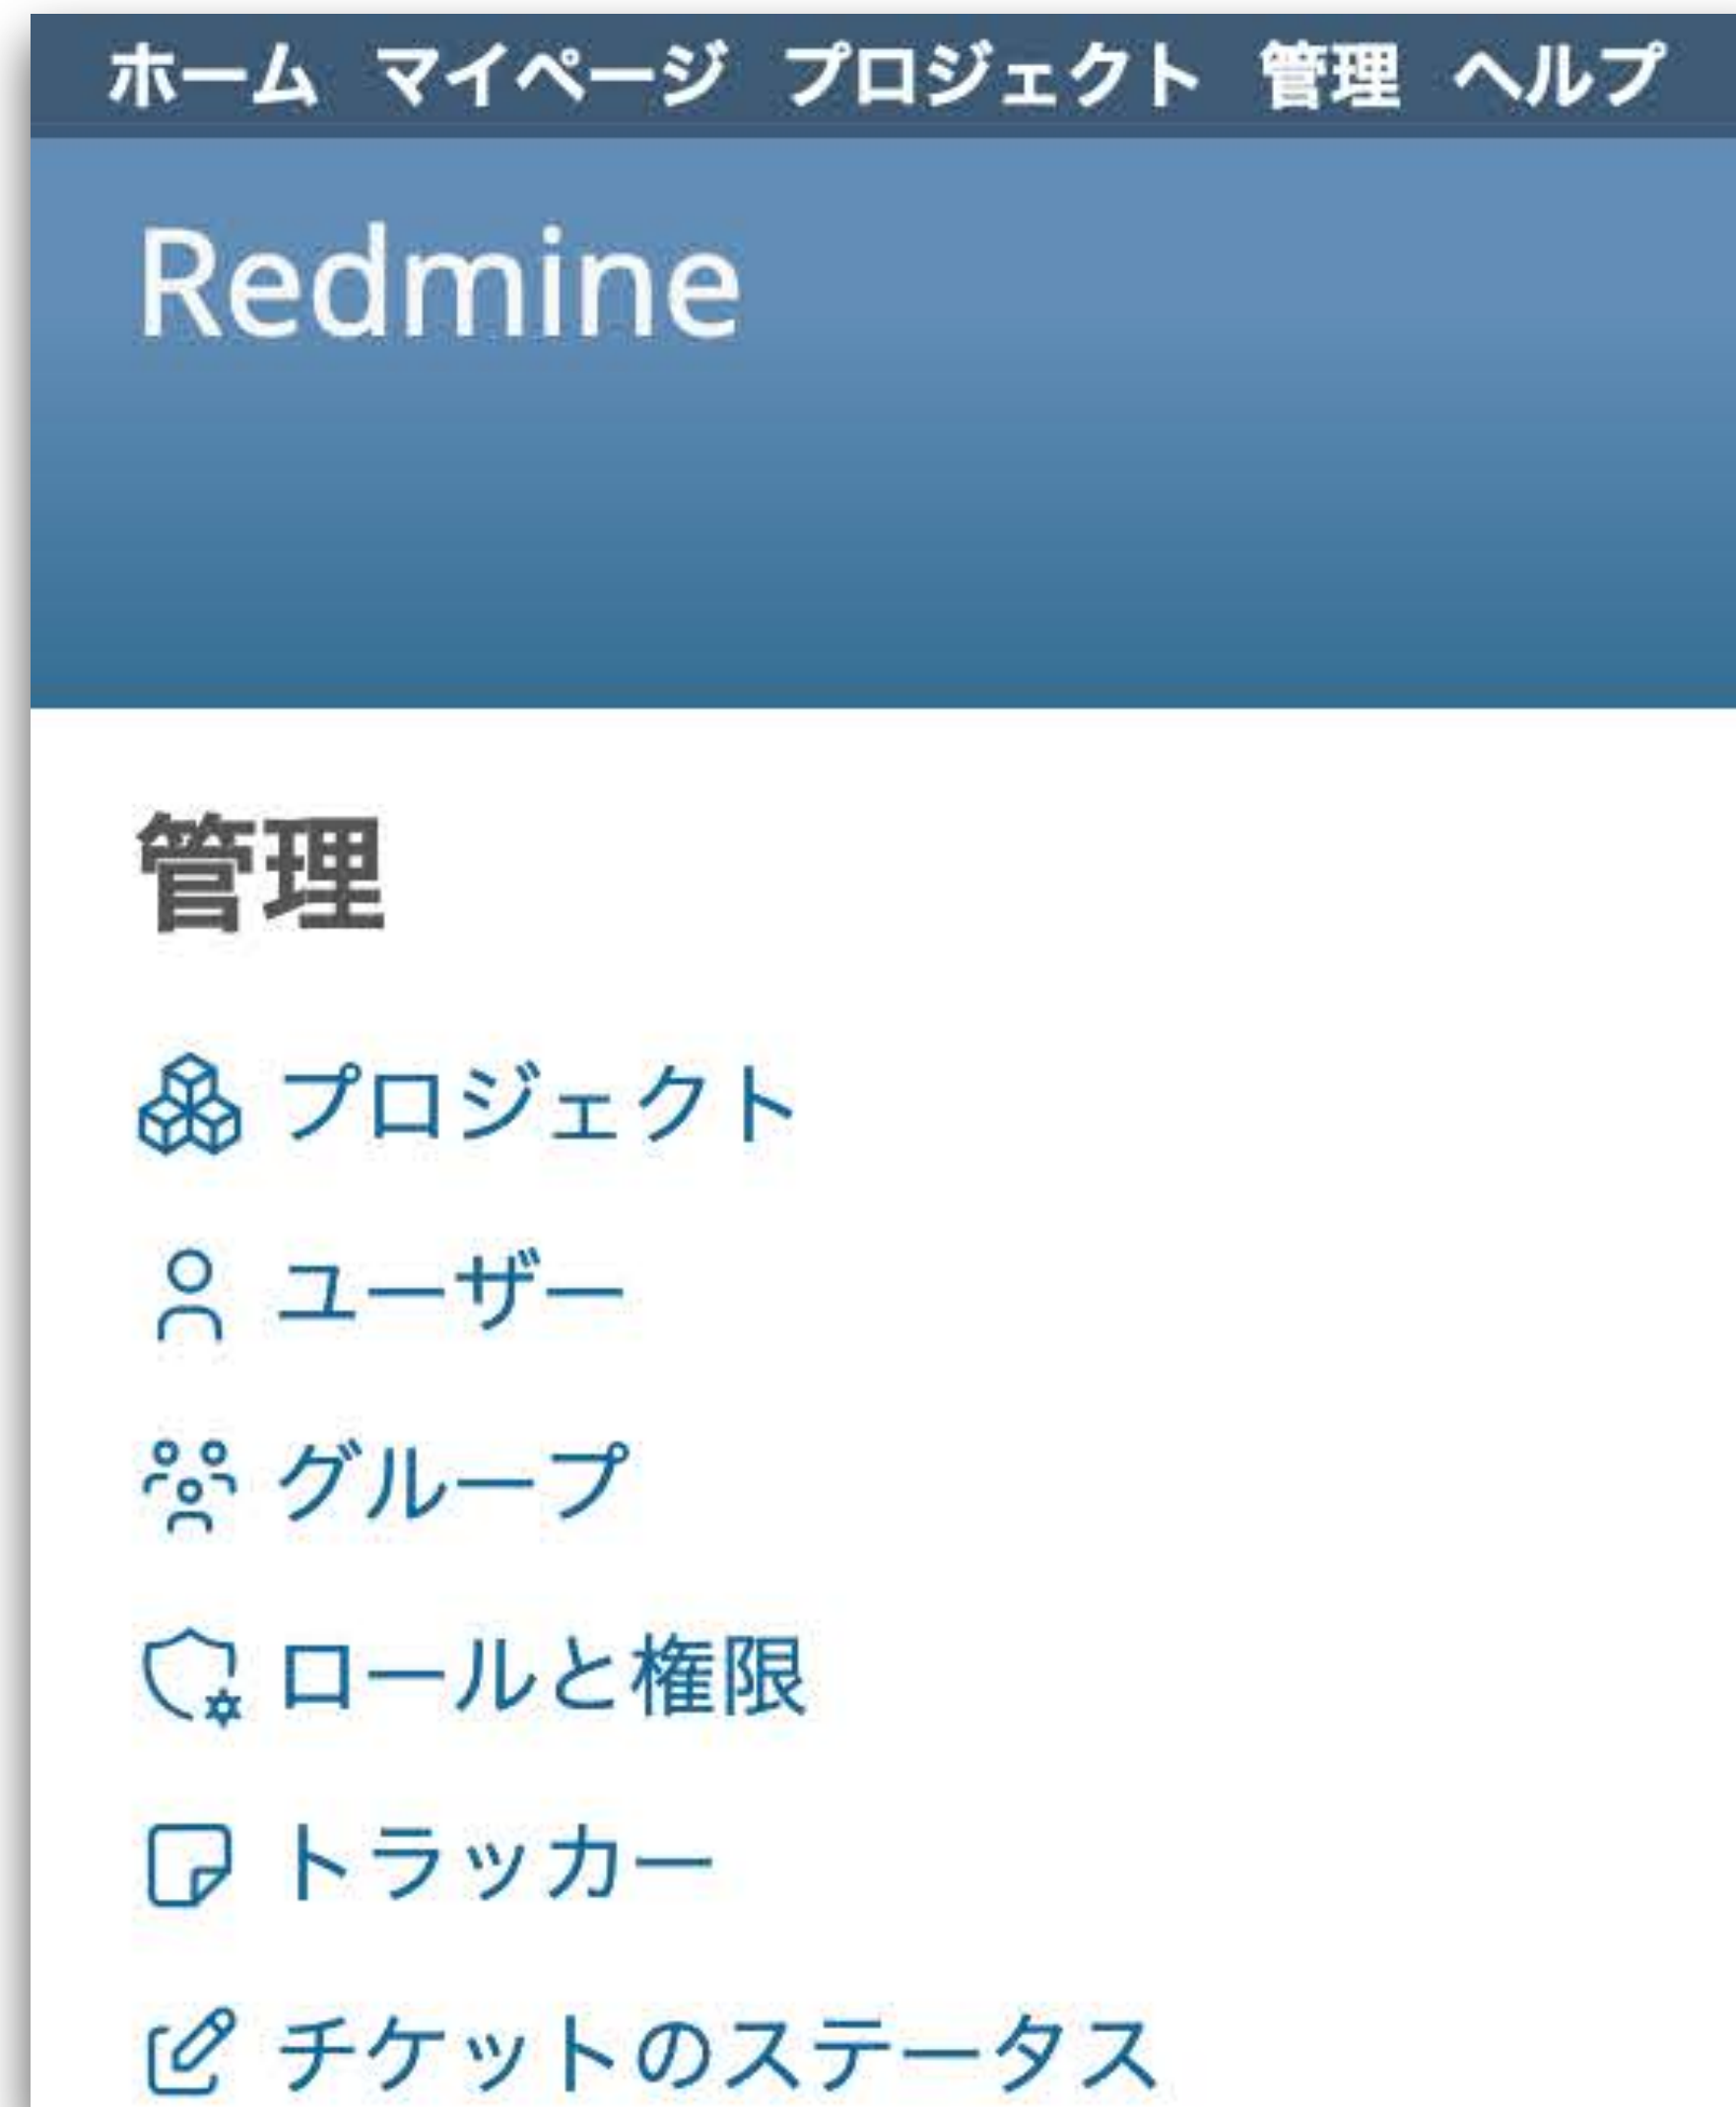 ホーム マイページ プロジェクト 管理 ヘルプ
Redmine
管理
プロジェクト
ユーザー
グループ
ロールと権限
トラッカー
チケットのステータス